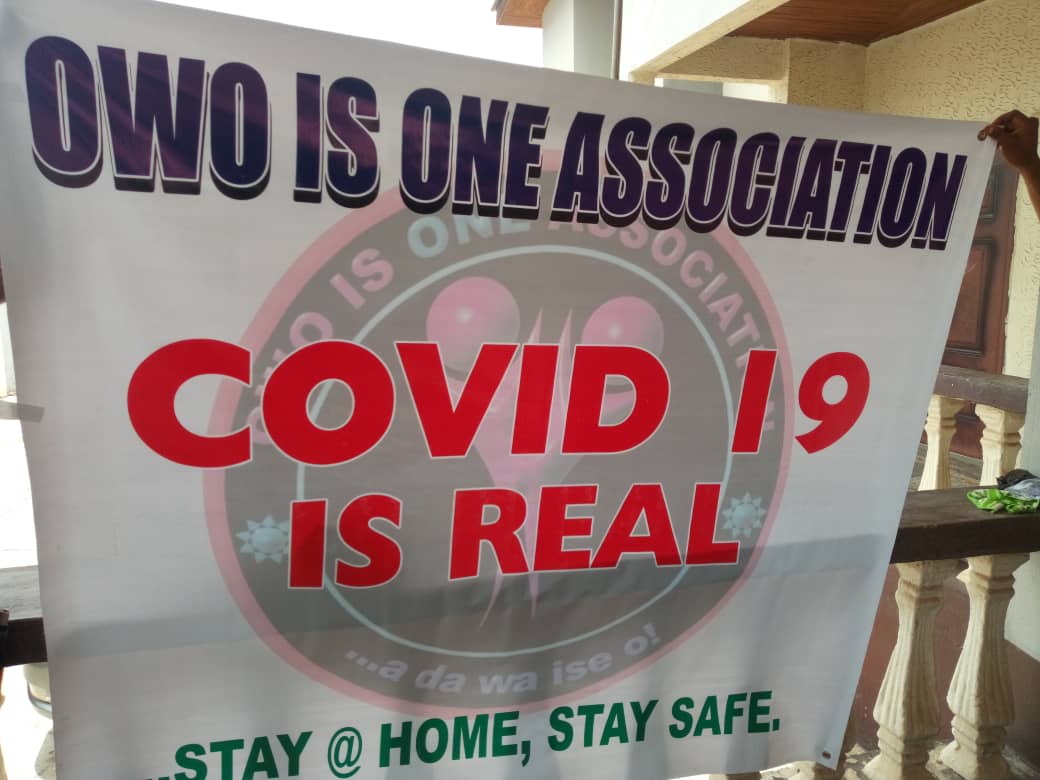 OWO IS ONE ASSOCIATION
OWO IS ONE ASSOCIATION
COVID 19
IS REAL
...a da wa ise o!
...STAY @ HOME, STAY SAFE.